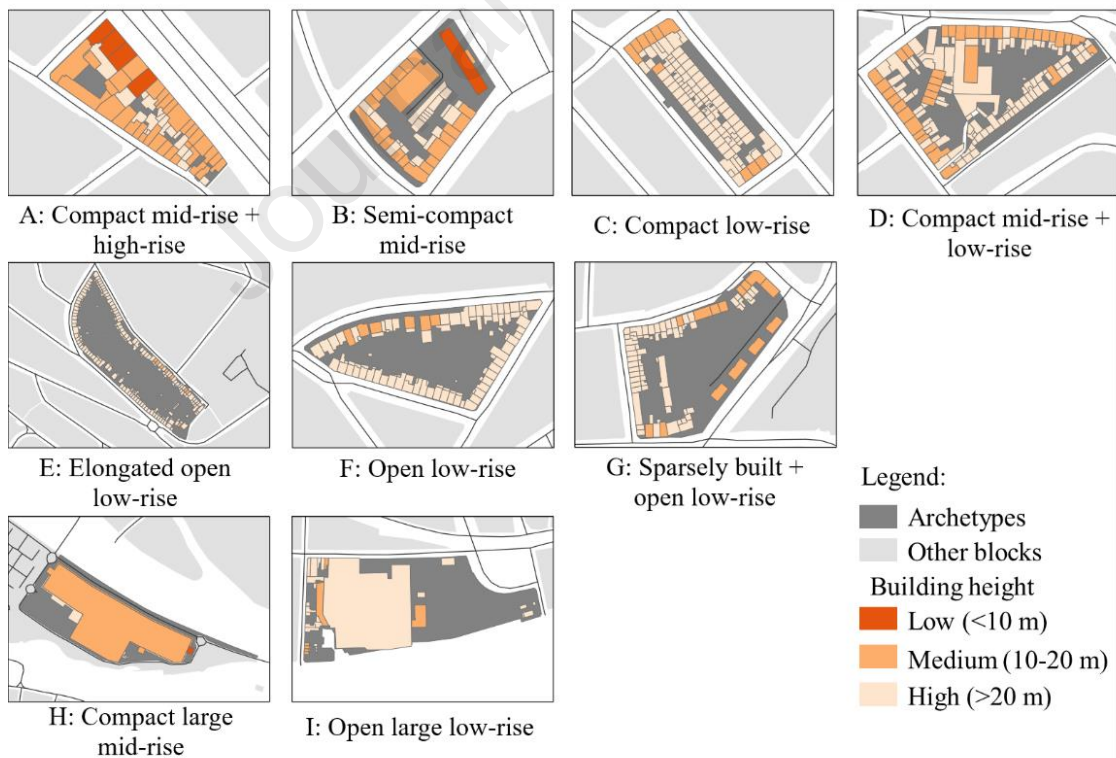 A: Compact mid-rise +
high-rise
B: Semi-compact
mid-rise
C: Compact low-rise
D: Compact mid-rise +
low-rise
E: Elongated open
low-rise
F: Open low-rise
G: Sparsely built +
open low-rise
H: Compact large
mid-rise
I: Open large low-rise
Legend:
Archetypes
Other blocks
Building height
Low (<10 m)
Medium (10-20 m)
High (>20 m)